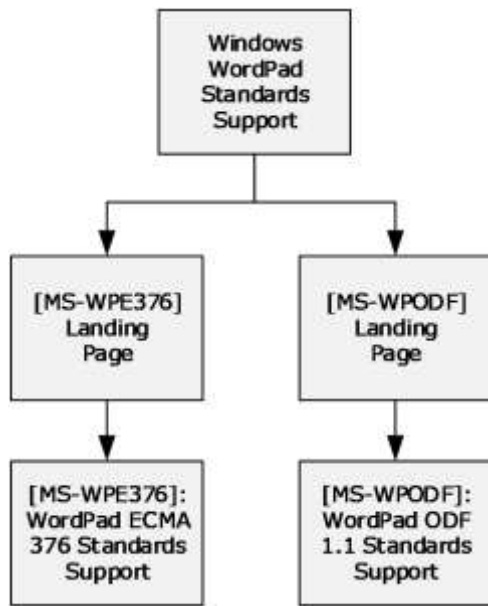 Windows
WordPad
Standards
Support
[MS-WPE376]
Landing
Page
[MS-WPODF]
Landing
Page
[MS-WPE376]:
WordPad ECMA
376 Standards
Support
[MS-WPODF]:
WordPad ODF
1.1 Standards
Support